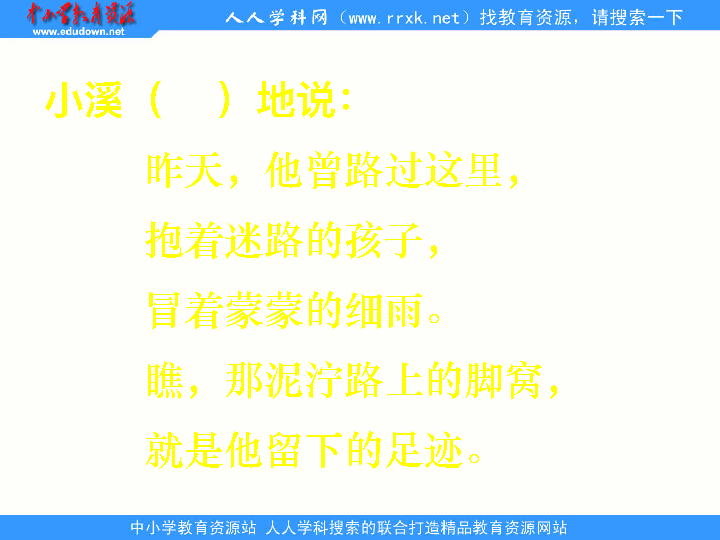 中小学教育资源
www.edudown.net
人人学科网（www.rrxk.net）找教育资源，请搜索一下
小溪（　）地说：
昨天，他曾路过这里，
抱着迷路的孩子，
冒着蒙蒙的细雨。
瞧，那泥泞路上的脚窝，
就是他留下的足迹。
中小学教育资源站 人人学科搜索的联合打造精品教育资源网站